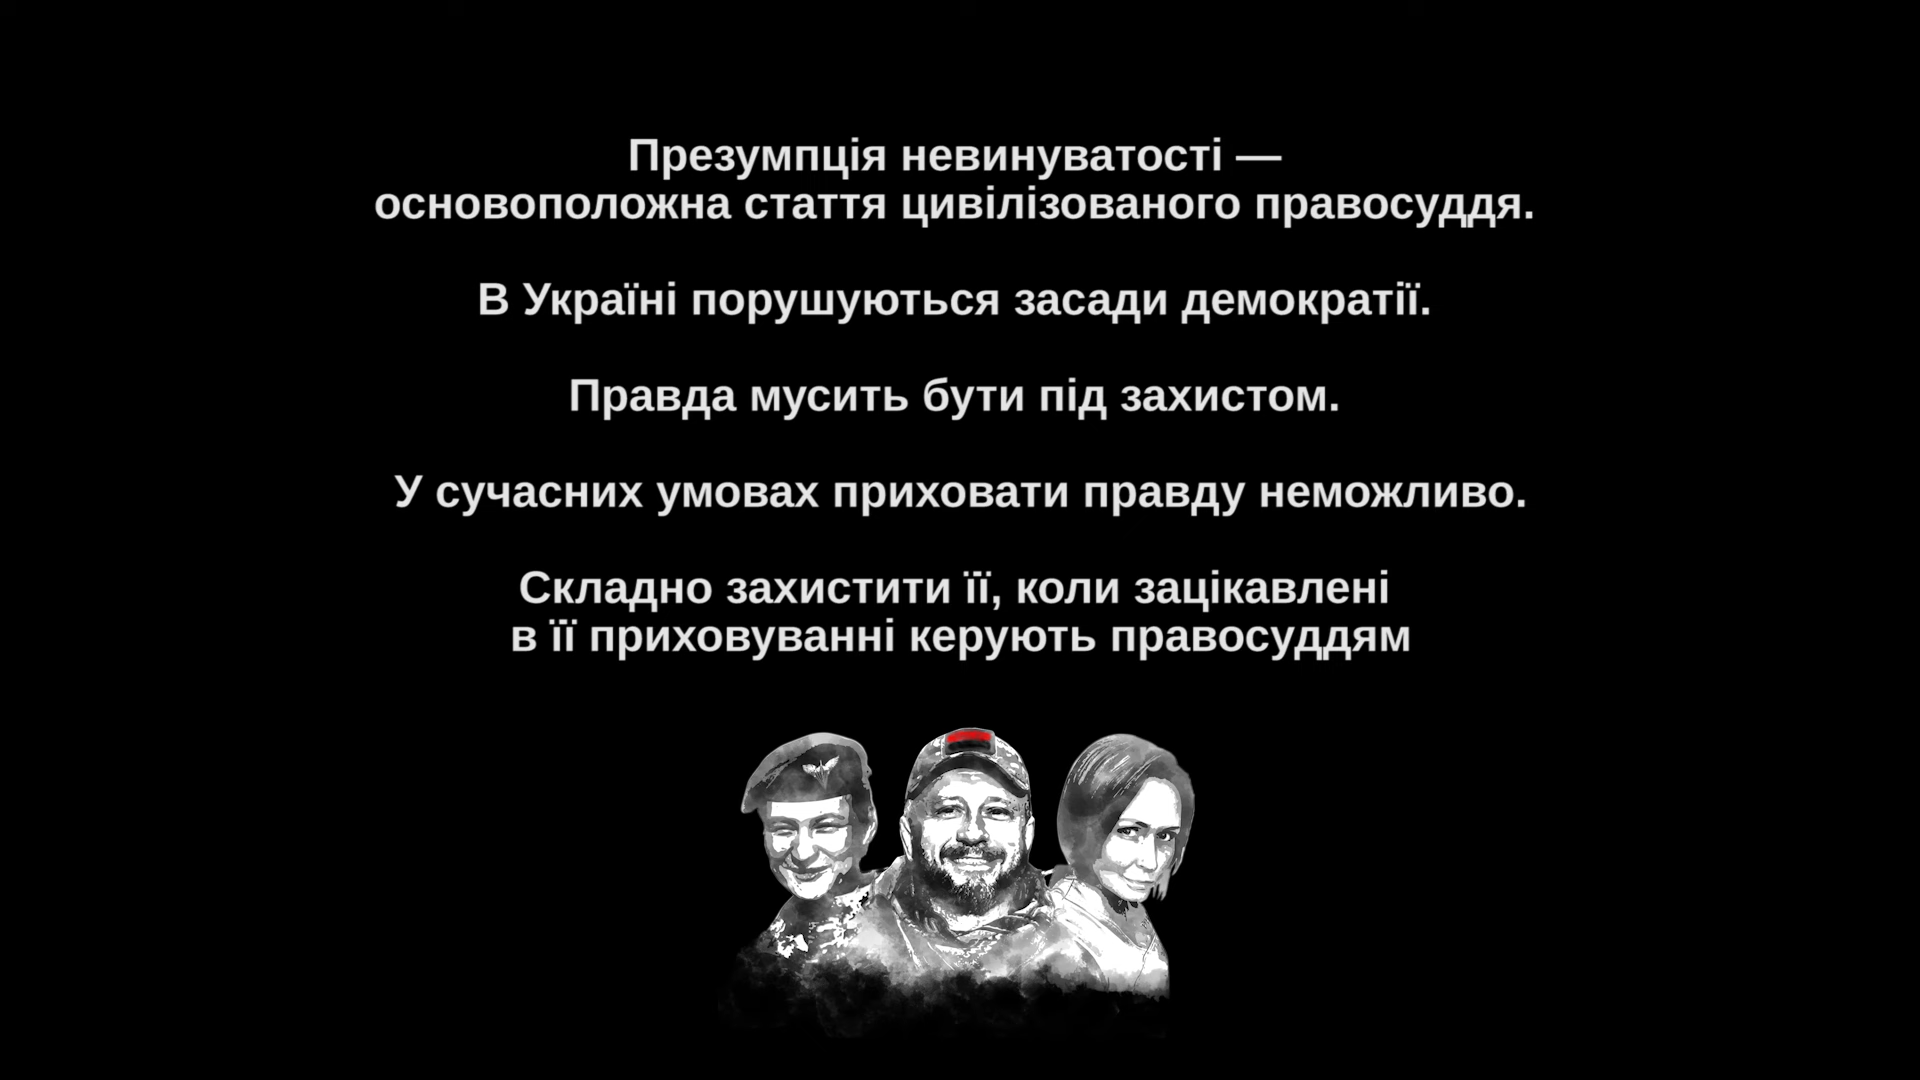 Презумпція невинуватості —
основоположна стаття цивілізованого правосуддя.
В Україні порушуються засади демократії.
Правда мусить бути під захистом.
У сучасних умовах приховати правду неможливо.
Складно захистити її, коли зацікавлені
в її приховуванні керують правосуддям